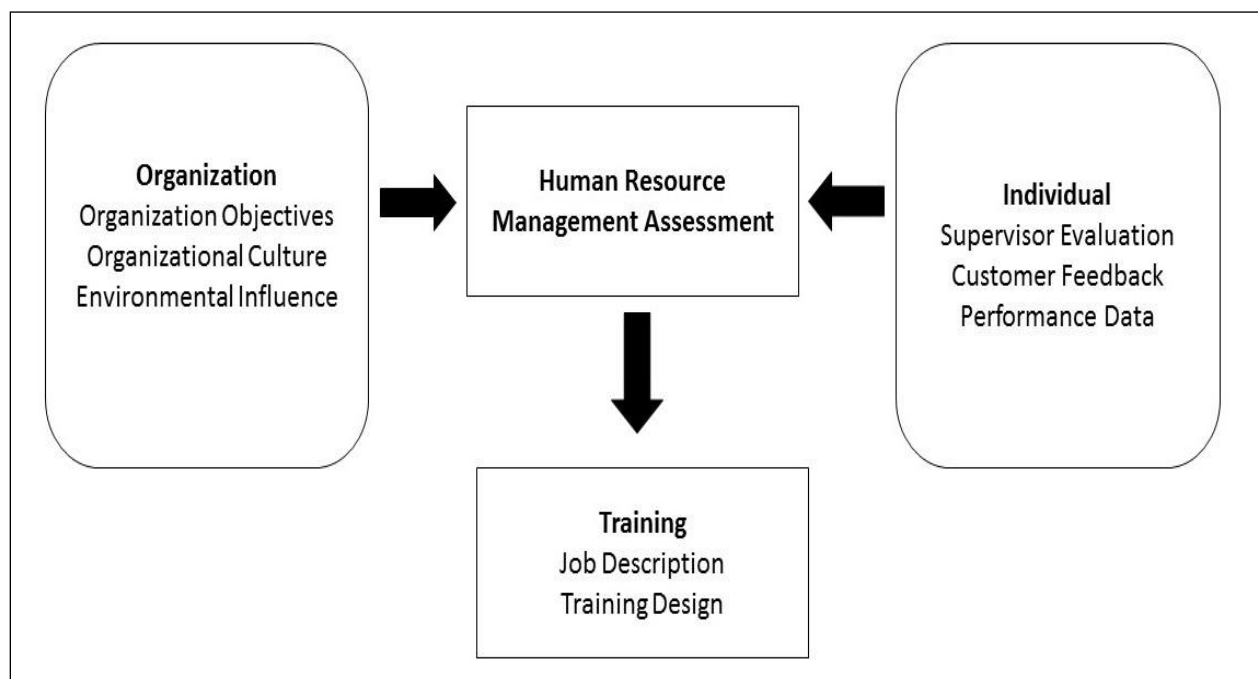 Organization
Organization Objectives
Organizational Culture
Environmental Influence
Human Resource
Management Assessment
Individual
Supervisor Evaluation
Customer Feedback
Performance Data
Training
Job Description
Training Design